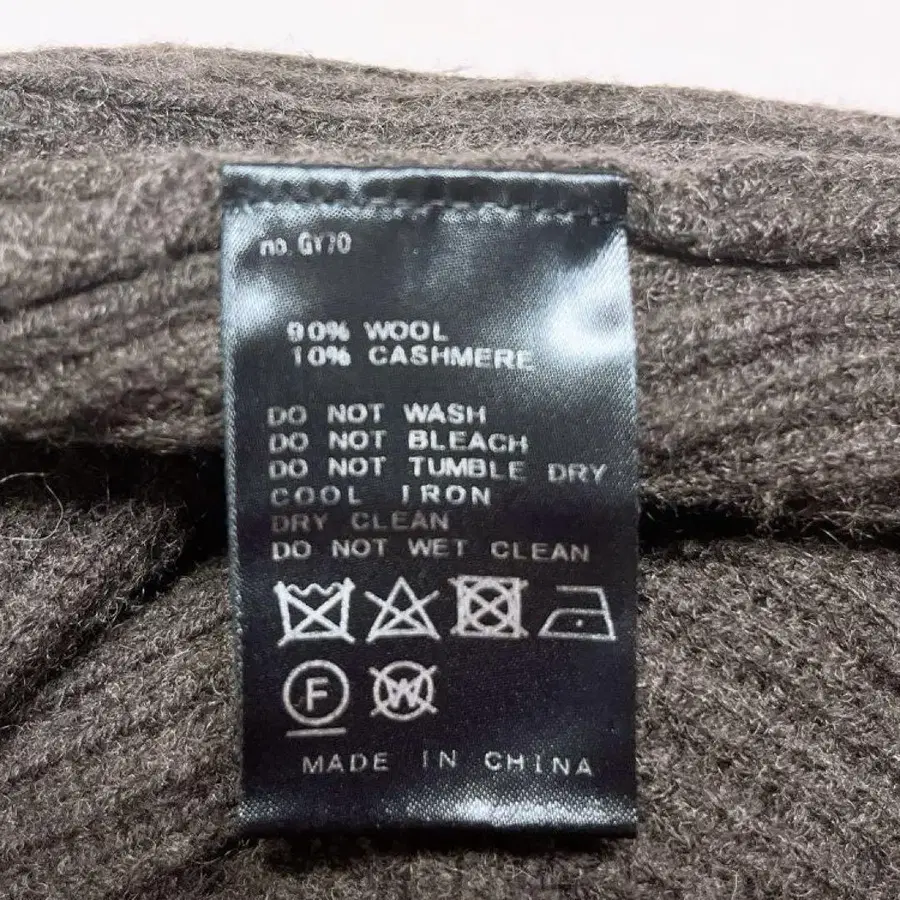 no. GY70
90% WOOL
10% CASHMERE
DO NOT WASH
DO NOT BLEACH
DO NOT TUMBLE DRY
COOL IRON
DRY CLEAN
DO NOT WET CLEAN
F W
MADE IN CHINA